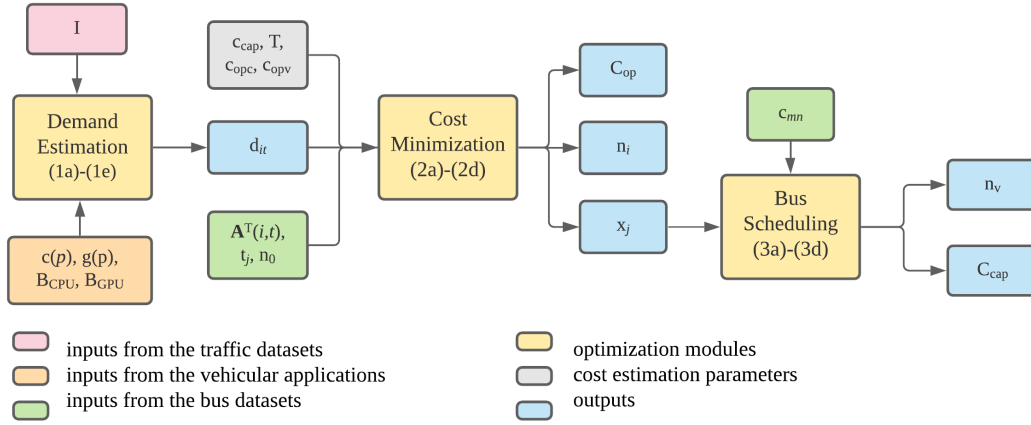 I
Demand
Estimation
(1a)-(1e)
c(p), g(p),
B_CPU, B_GPU
c_cap, T,
c_opc, c_opv
d_it
A^T(i,t),
t_j, n_0
Cost
Minimization
(2a)-(2d)
C_op
n_i
x_j
c_mn
Bus
Scheduling
(3a)-(3d)
n_v
C_cap
inputs from the traffic datasets
inputs from the vehicular applications
inputs from the bus datasets
optimization modules
cost estimation parameters
outputs